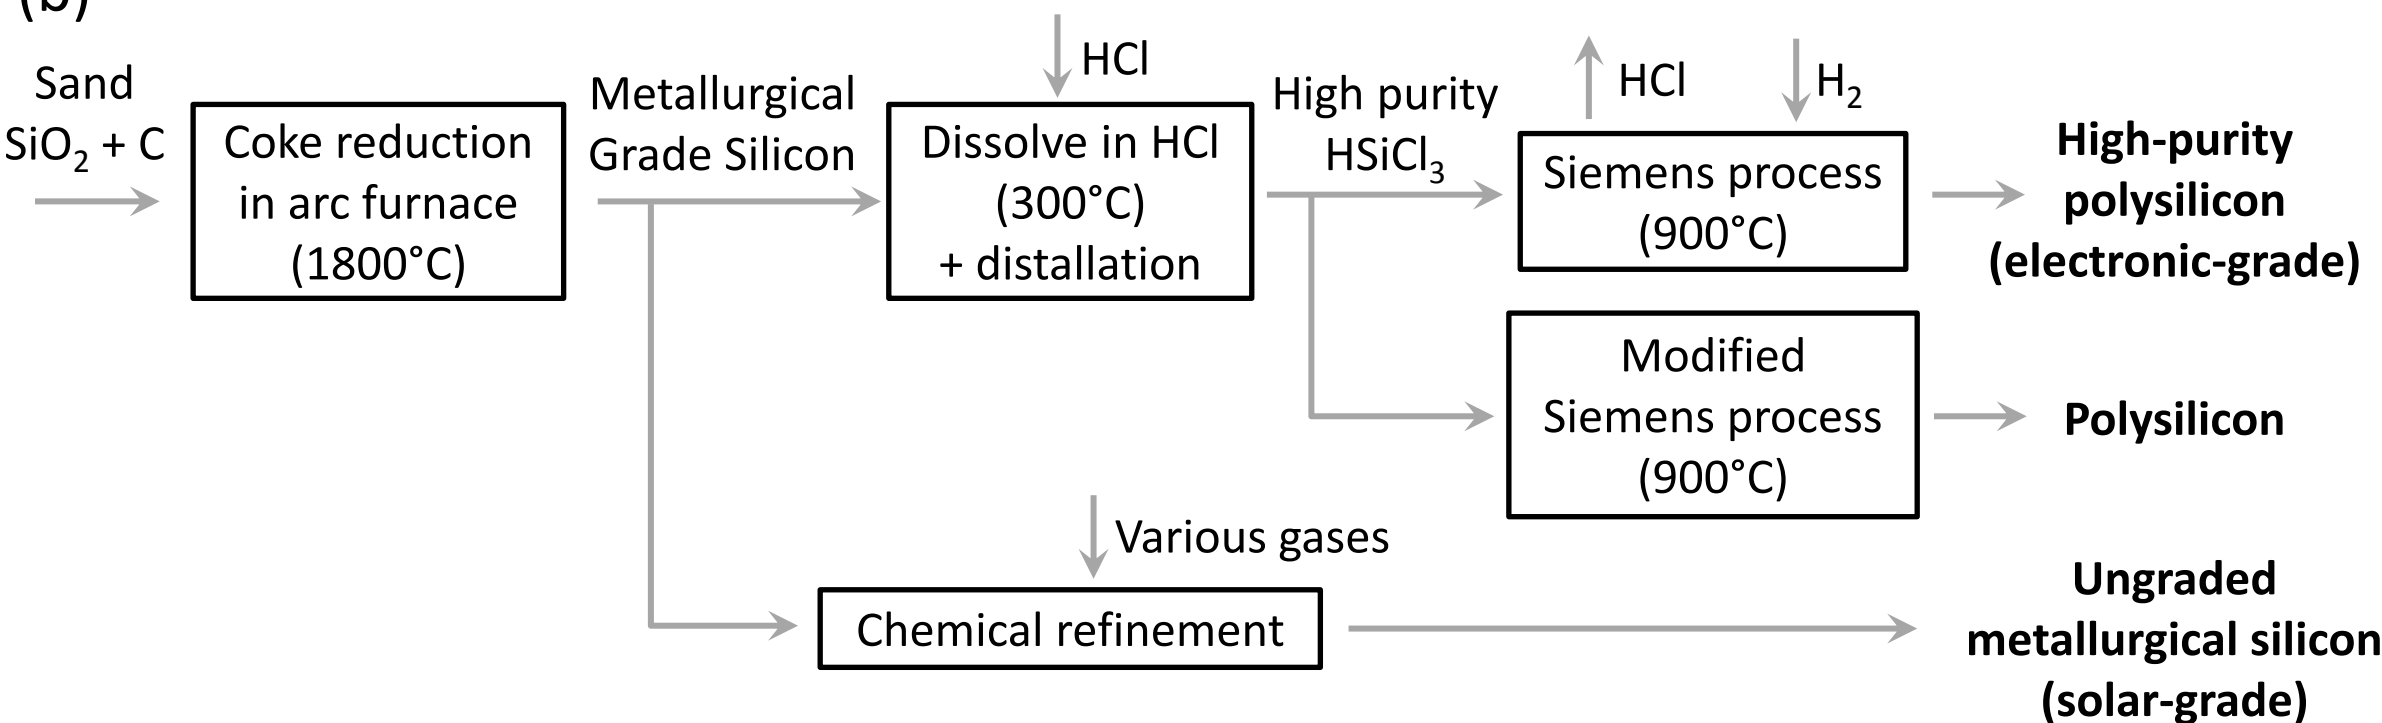 (b)
Sand
SiO₂ + C
Coke reduction
in arc furnace
(1800°C)
Metallurgical
Grade Silicon
HCl
Dissolve in HCl
(300°C)
+ distallation
High purity
HSiCl₃
HCl
H₂
Siemens process
(900°C)
High-purity
polysilicon
(electronic-grade)
Modified
Siemens process
(900°C)
Polysilicon
Various gases
Chemical refinement
Ungraded
metallurgical silicon
(solar-grade)